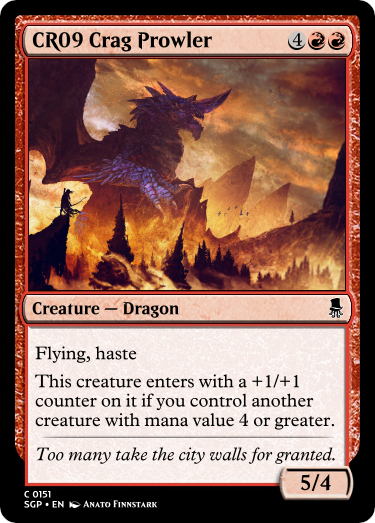 CR09 Crag Prowler 4
Creature — Dragon
Flying, haste
This creature enters with a +1/+1
counter on it if you control another
creature with mana value 4 or greater.
Too many take the city walls for granted.
5/4
C 0151
SGP • EN Anato Finnstark